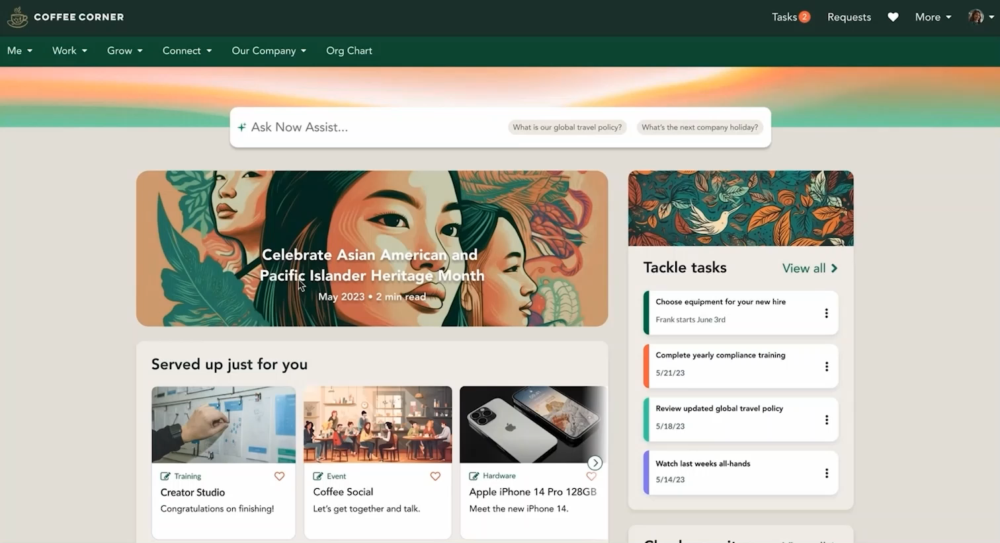 COFFEE CORNER
Tasks 2 Requests More
Me Work Grow Connect Our Company Org Chart
Ask Now Assist... What is our global travel policy? What's the next company holiday?
Celebrate Asian American and
Pacific Islander Heritage Month
May 2023 • 2 min read
Tackle tasks View all
Choose equipment for your new hire
Frank starts June 3rd
Complete yearly compliance training
5/21/23
Review updated global travel policy
5/18/23
Watch last weeks all-hands
5/14/23
Served up just for you
Training
Creator Studio
Congratulations on finishing!
Event
Coffee Social
Let's get together and talk.
Hardware
Apple iPhone 14 Pro 128GB
Meet the new iPhone 14.